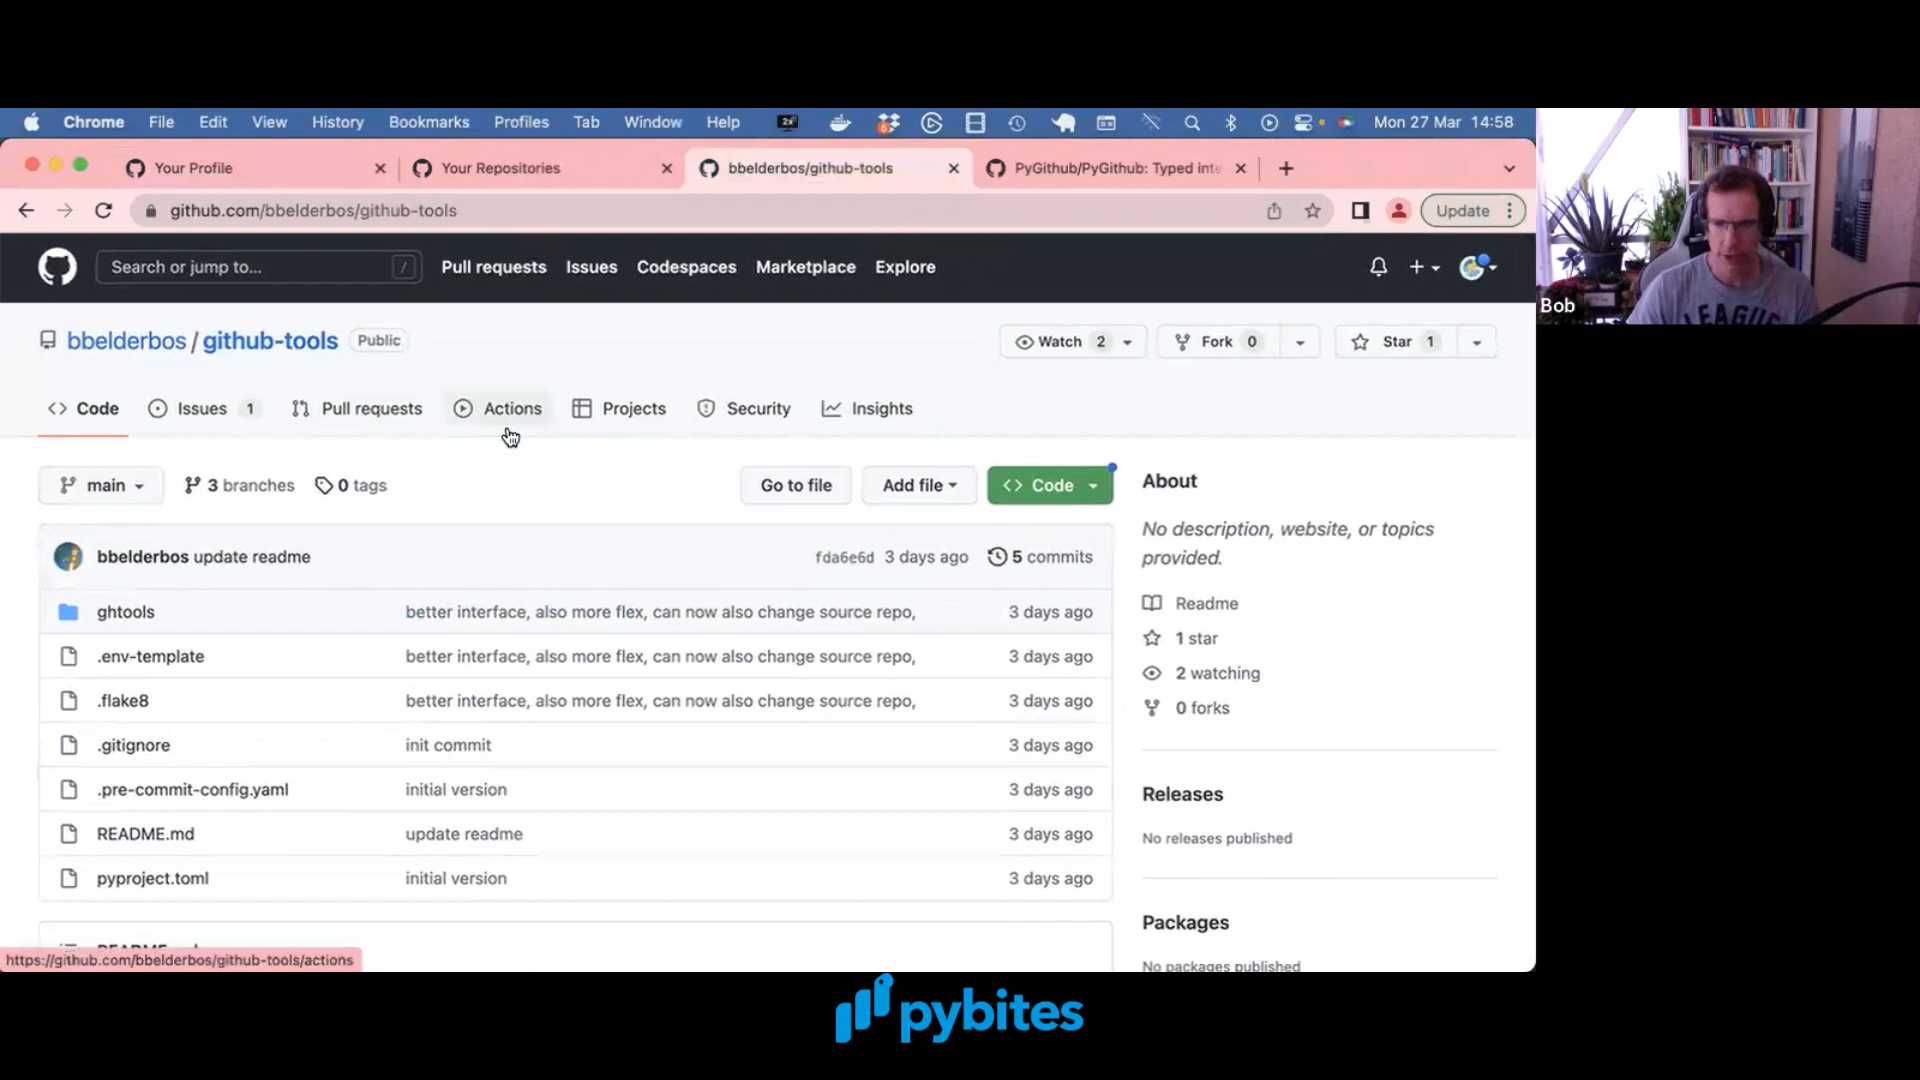 Chrome File Edit View History Bookmarks Profiles Tab Window Help 2x Mon 27 Mar 14:58
Your Profile
Your Repositories
bbelderbos/github-tools
PyGithub/PyGithub: Typed inte
github.com/bbelderbos/github-tools
Update
Search or jump to... /
Pull requests Issues Codespaces Marketplace Explore
Bob
bbelderbos / github-tools Public
Watch 2
Fork 0
Star 1
Code
Issues 1
Pull requests
Actions
Projects
Security
Insights
main
3 branches
0 tags
Go to file
Add file
Code
bbelderbos update readme fda6e6d 3 days ago 5 commits
ghtools better interface, also more flex, can now also change source repo, 3 days ago
.env-template better interface, also more flex, can now also change source repo, 3 days ago
.flake8 better interface, also more flex, can now also change source repo, 3 days ago
.gitignore init commit 3 days ago
.pre-commit-config.yaml initial version 3 days ago
README.md update readme 3 days ago
pyproject.toml initial version 3 days ago
About
No description, website, or topics
provided.
Readme
1 star
2 watching
0 forks
Releases
No releases published
Packages
No packages published
https://github.com/bbelderbos/github-tools/actions
pybites